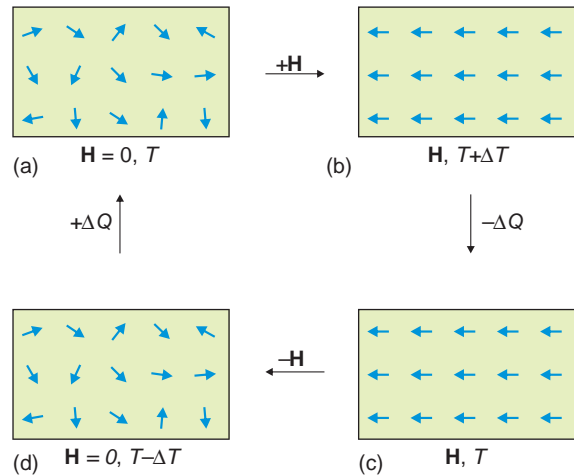 +H
(a)
H = 0, T
(b)
H, T+ΔT
+ΔQ
−ΔQ
−H
(d)
H = 0, T−ΔT
(c)
H, T